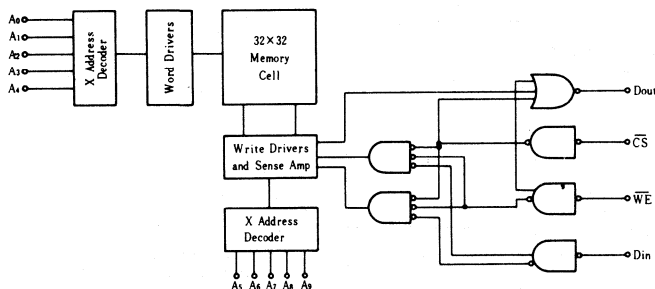 A0
A1
A2
A3
A4
X Address
Decoder
Word Drivers
32×32
Memory
Cell
Write Drivers
and Sense Amp
X Address
Decoder
A5 A6 A7 A8 A9
Dout
CS
WE
Din